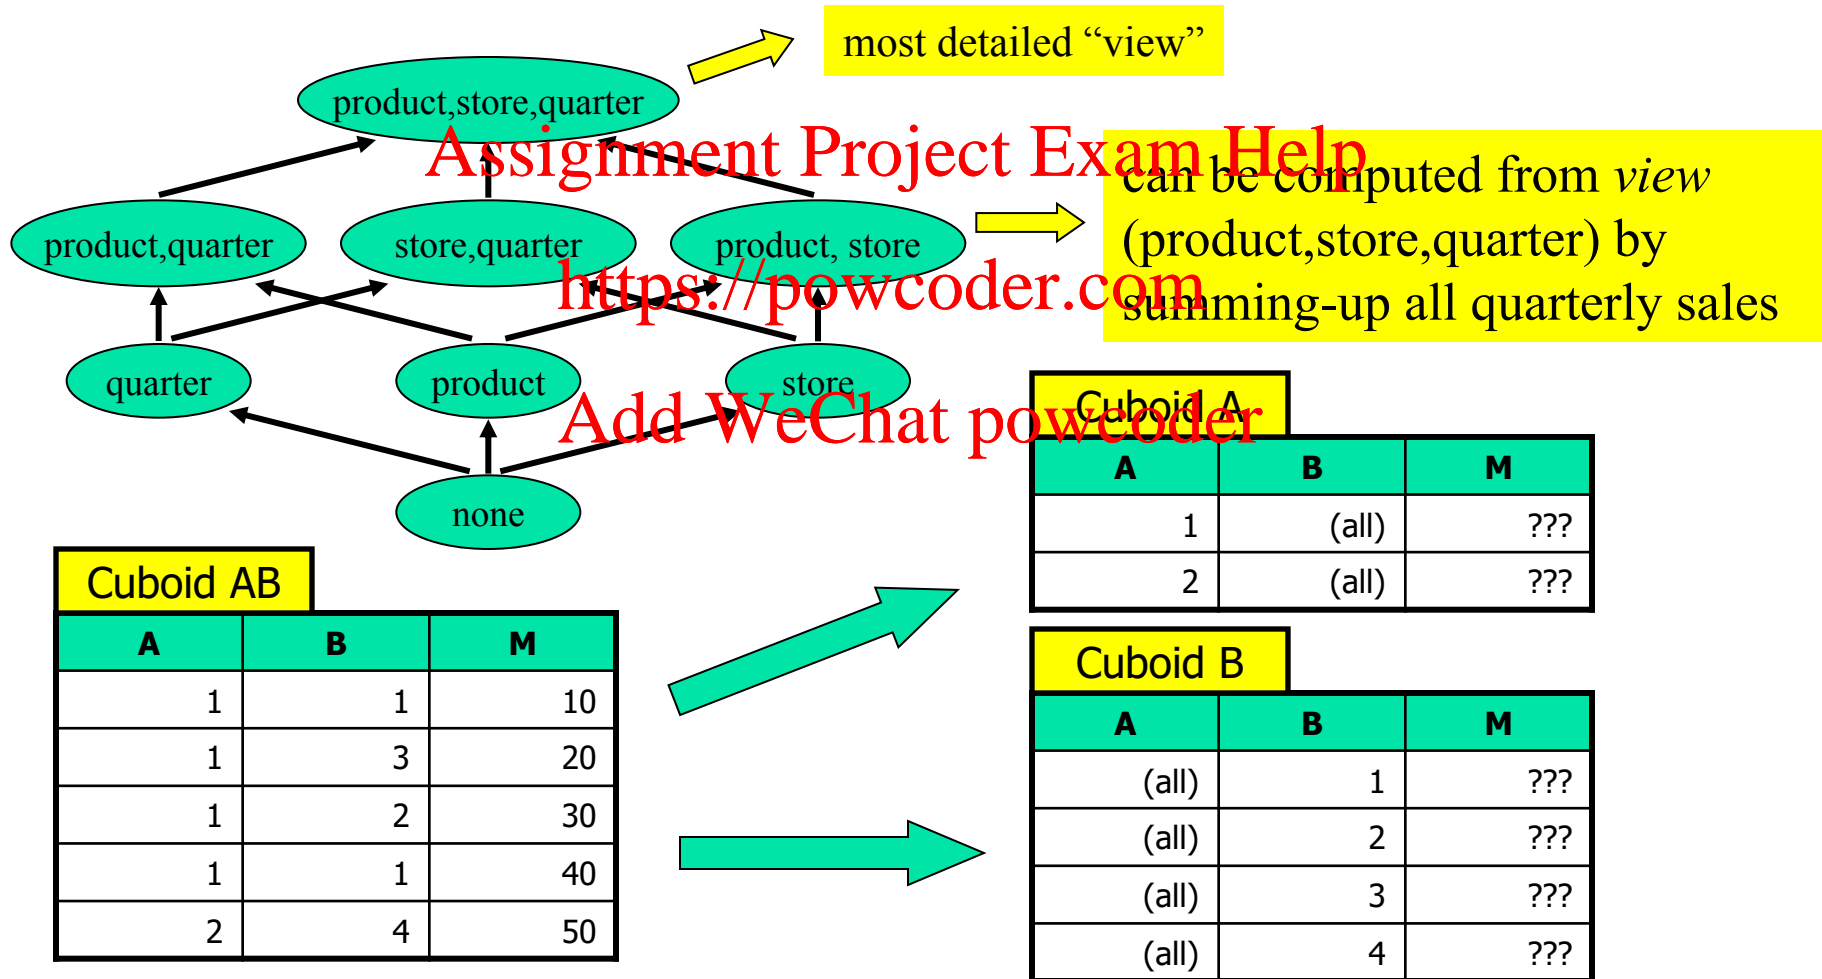 most detailed “view”
product,store,quarter
Assignment Project Exam Help
can be computed from view
(product,store,quarter) by
summing-up all quarterly sales
product,quarter
store,quarter
product, store
https://powcoder.com
quarter
product
store
Add WeChat powcoder
none
Cuboid AB
A B M
1 1 10
1 3 20
1 2 30
1 1 40
2 4 50
Cuboid A
A B M
1 (all) ???
2 (all) ???
Cuboid B
A B M
(all) 1 ???
(all) 2 ???
(all) 3 ???
(all) 4 ???